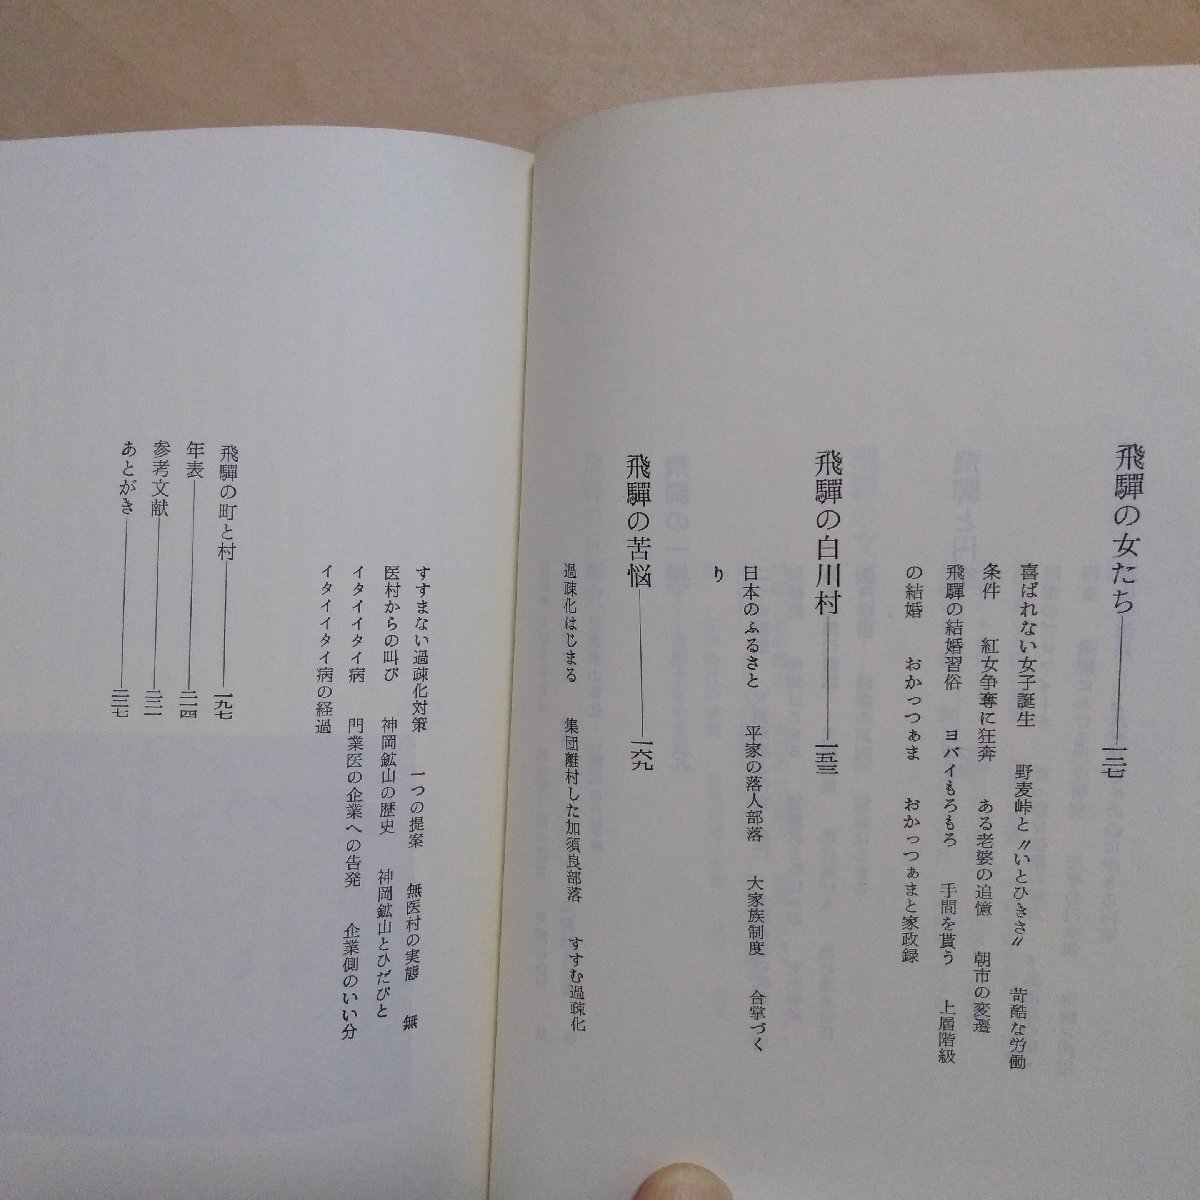 飛驒の女たち――一三七
喜ばれない女子誕生　野麦峠と〃いとひきさ〃　苛酷な労働
条件　紅女争奪に狂奔　ある老婆の追憶　朝市の変遷
飛驒の結婚習俗　ヨバイもろもろ　手間を貰う　上層階級
の結婚　おかっつぁま　おかっつぁまと家政録
飛驒の白川村――一五三
日本のふるさと　平家の落人部落　大家族制度　合掌づく
り
飛驒の苦悩――一六九
過疎化はじまる　集団離村した加須良部落　すすむ過疎化
すすまない過疎化対策　一つの提案　無医村の実態　無
医村からの叫び　神岡鉱山の歴史　神岡鉱山とひだびと
イタイイタイ病　門業医の企業への告発　企業側のいい分
イタイイタイ病の経過
飛驒の町と村――一九七
年表――二一四
参考文献――二二一
あとがき――二二七